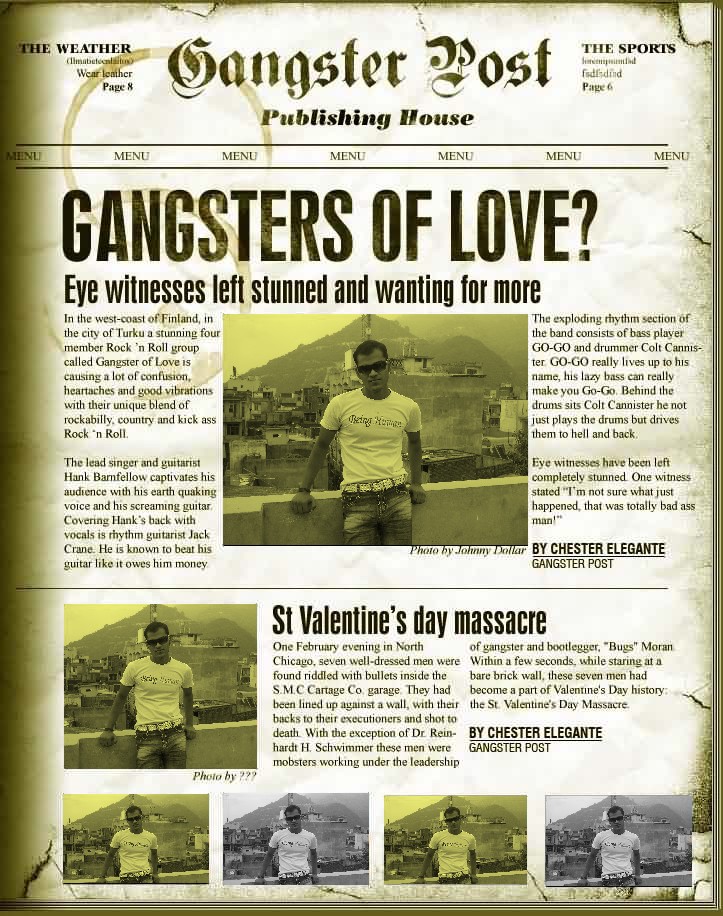 THE WEATHER
Wear leather
Page 8
Gangster Post
Publishing House
THE SPORTS
fsdfsdfsd
Page 6
MENU MENU MENU MENU MENU MENU MENU
GANGSTERS OF LOVE?
Eye witnesses left stunned and wanting for more
In the west-coast of Finland, in
the city of Turku a stunning four
member Rock 'n Roll group
called Gangster of Love is
causing a lot of confusion,
heartaches and good vibrations
with their unique blend of
rockabilly, country and kick ass
Rock 'n Roll.
The lead singer and guitarist
Hank Barnfellow captivates his
audience with his earth quaking
voice and his screaming guitar.
Covering Hank's back with
vocals is rhythm guitarist Jack
Crane. He is known to beat his
guitar like it owes him money.
Being Human
Photo by Johnny Dollar
The exploding rhythm section of
the band consists of bass player
GO-GO and drummer Colt Cannis-
ter. GO-GO really lives up to his
name, his lazy bass can really
make you Go-Go. Behind the
drums sits Colt Cannister he not
just plays the drums but drives
them to hell and back.
Eye witnesses have been left
completely stunned. One witness
stated "I'm not sure what just
happened, that was totally bad ass
man!"
BY CHESTER ELEGANTE
GANGSTER POST
Being Human
Photo by ???
St Valentine's day massacre
One February evening in North
Chicago, seven well-dressed men were
found riddled with bullets inside the
S.M.C Cartage Co. garage. They had
been lined up against a wall, with their
backs to their executioners and shot to
death. With the exception of Dr. Rein-
hardt H. Schwimmer these men were
mobsters working under the leadership
of gangster and bootlegger, "Bugs" Moran.
Within a few seconds, while staring at a
bare brick wall, these seven men had
become a part of Valentine's Day history:
the St. Valentine's Day Massacre.
BY CHESTER ELEGANTE
GANGSTER POST